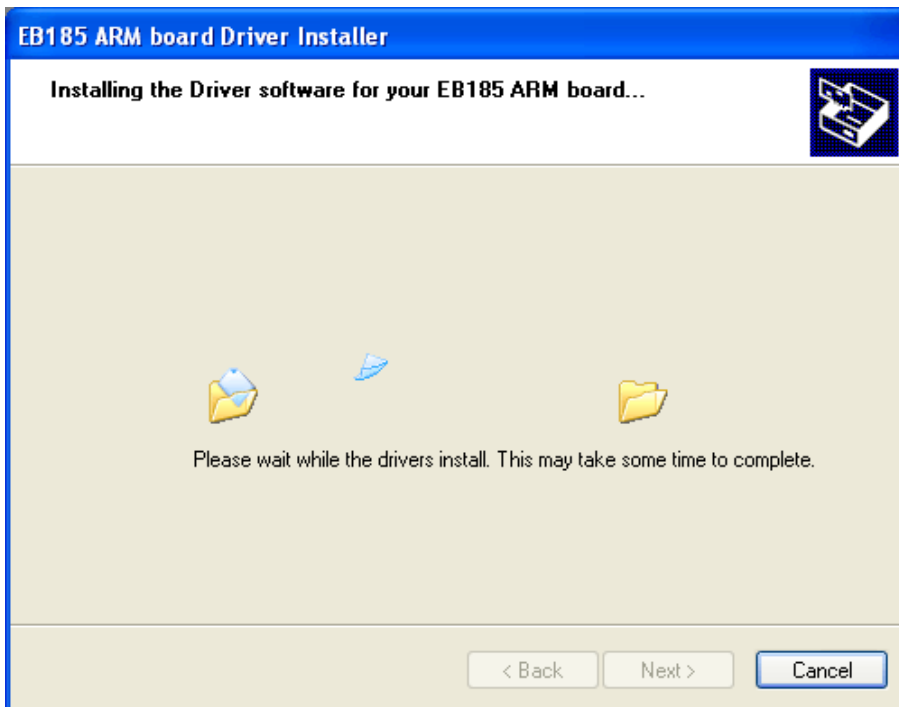 EB185 ARM board Driver Installer
Installing the Driver software for your EB185 ARM board...
Please wait while the drivers install. This may take some time to complete.
< Back
Next >
Cancel